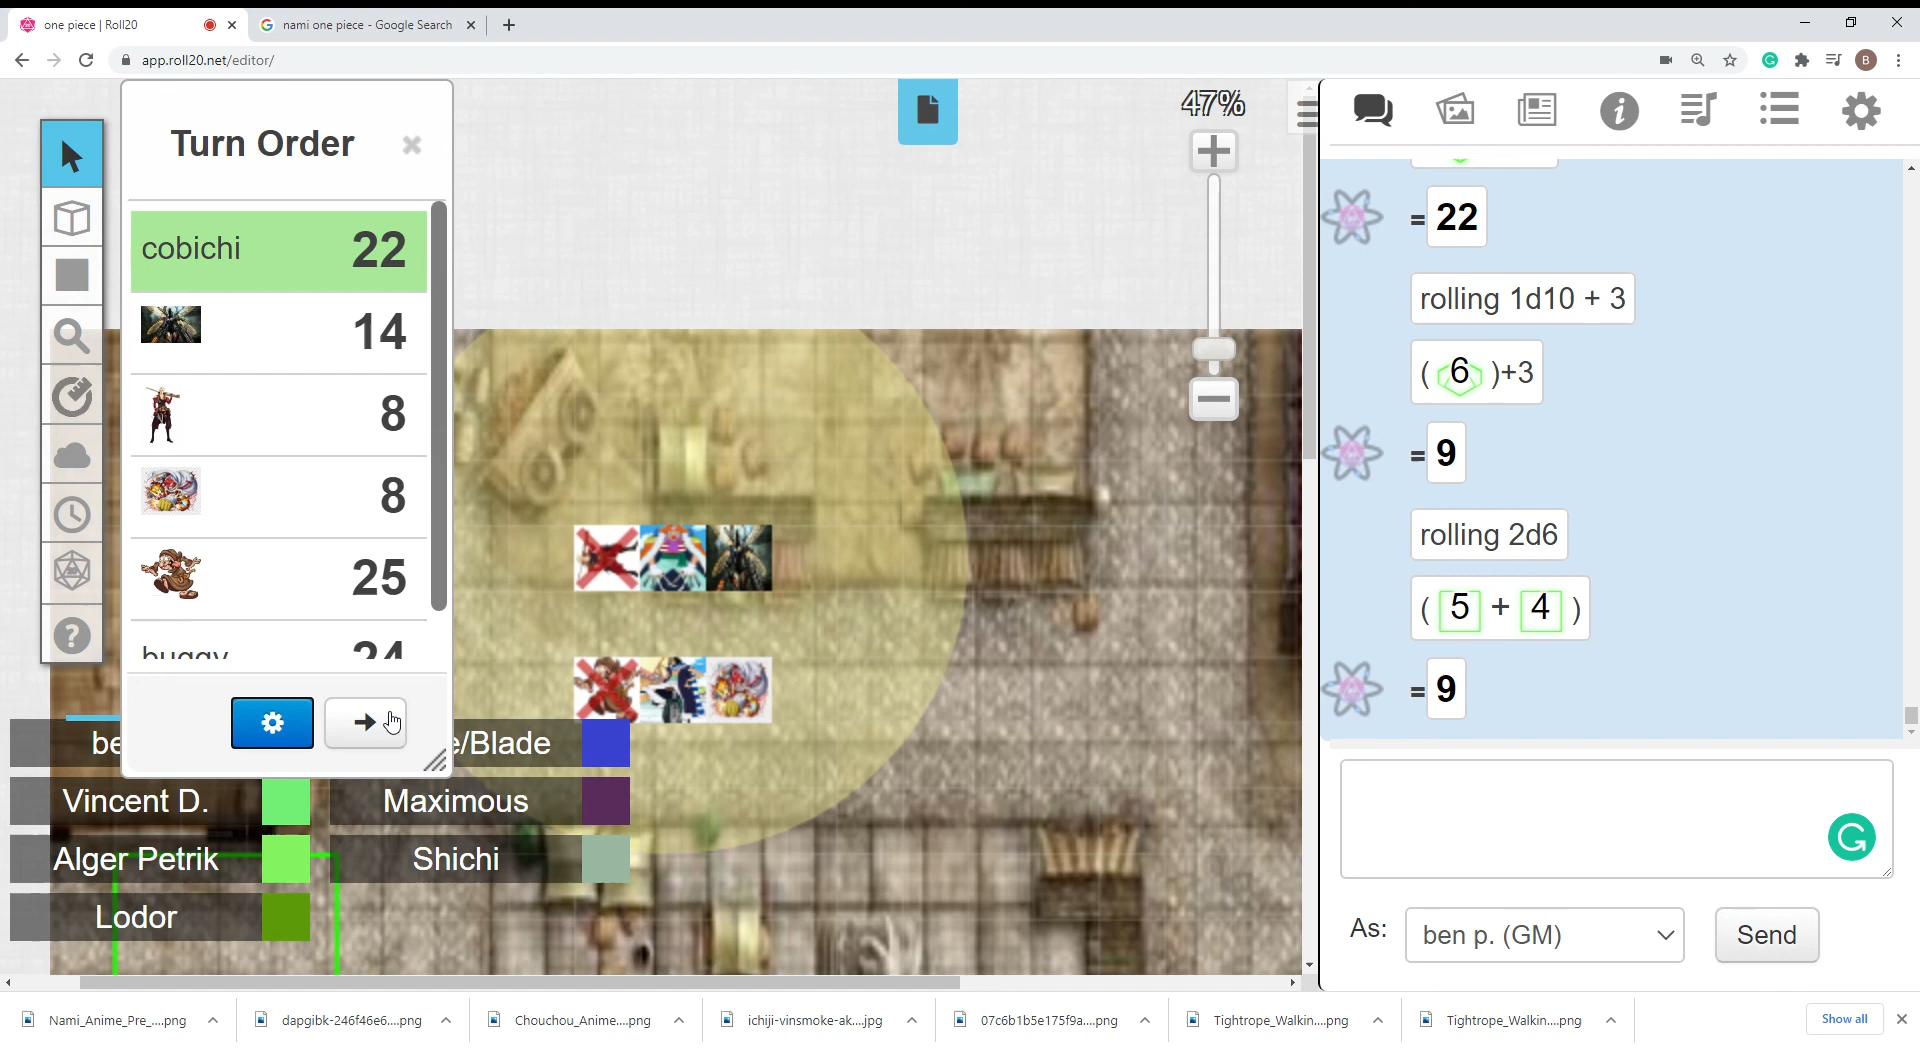 one piece | Roll20
nami one piece - Google Search
app.roll20.net/editor/
B
Turn Order
cobichi 22
14
8
8
25
buggy 24
47%
= 22
rolling 1d10 + 3
( 6 )+3
= 9
rolling 2d6
( 5 + 4 )
= 9
be
e/Blade
Vincent D.
Maximous
Alger Petrik
Shichi
Lodor
As:
ben p. (GM)
Send
Nami_Anime_Pre_....png
dapgibk-246f46e6....png
Chouchou_Anime....png
ichiji-vinsmoke-ak....jpg
07c6b1b5e175f9a....png
Tightrope_Walkin....png
Tightrope_Walkin....png
Show all